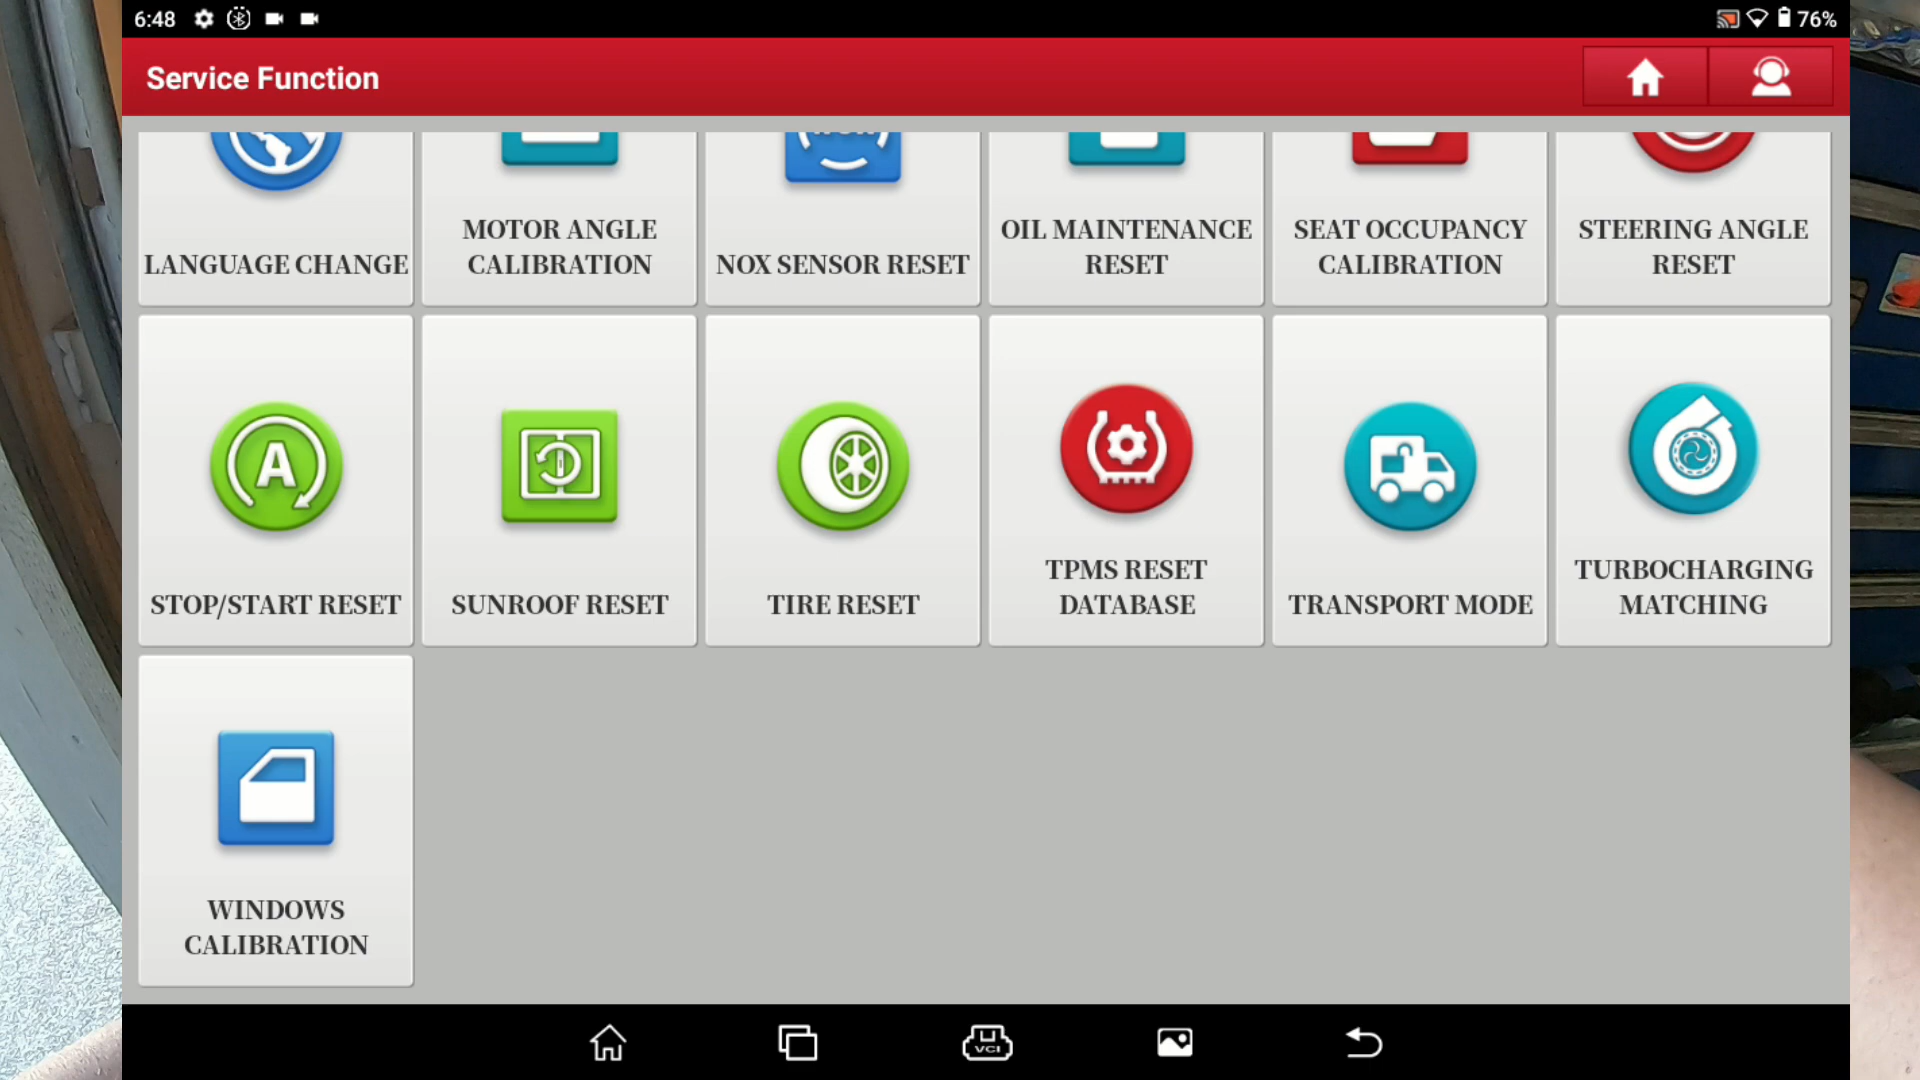 6:48
76%
Service Function
LANGUAGE CHANGE
MOTOR ANGLE
CALIBRATION
NOX SENSOR RESET
OIL MAINTENANCE
RESET
SEAT OCCUPANCY
CALIBRATION
STEERING ANGLE
RESET
A
STOP/START RESET
SUNROOF RESET
TIRE RESET
TPMS RESET
DATABASE
TRANSPORT MODE
TURBOCHARGING
MATCHING
WINDOWS
CALIBRATION
VCI